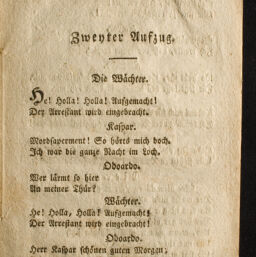 Zweyter Aufzug.
Die Wächter.
He! Holla! Holla! Aufgemacht!
Der Arrestant wird eingebracht.
Kaspar.
Mordsaperment! So hörts mich doch.
Ich war die ganze Nacht im Loch.
Odoardo.
Wer lärmt so hier
An meiner Thür?
Wächter.
He! Holla, Holla! Aufgemacht!
Der Arrestant wird eingebracht.
Odoardo.
Herr Kaspar schönen guten Morgen,